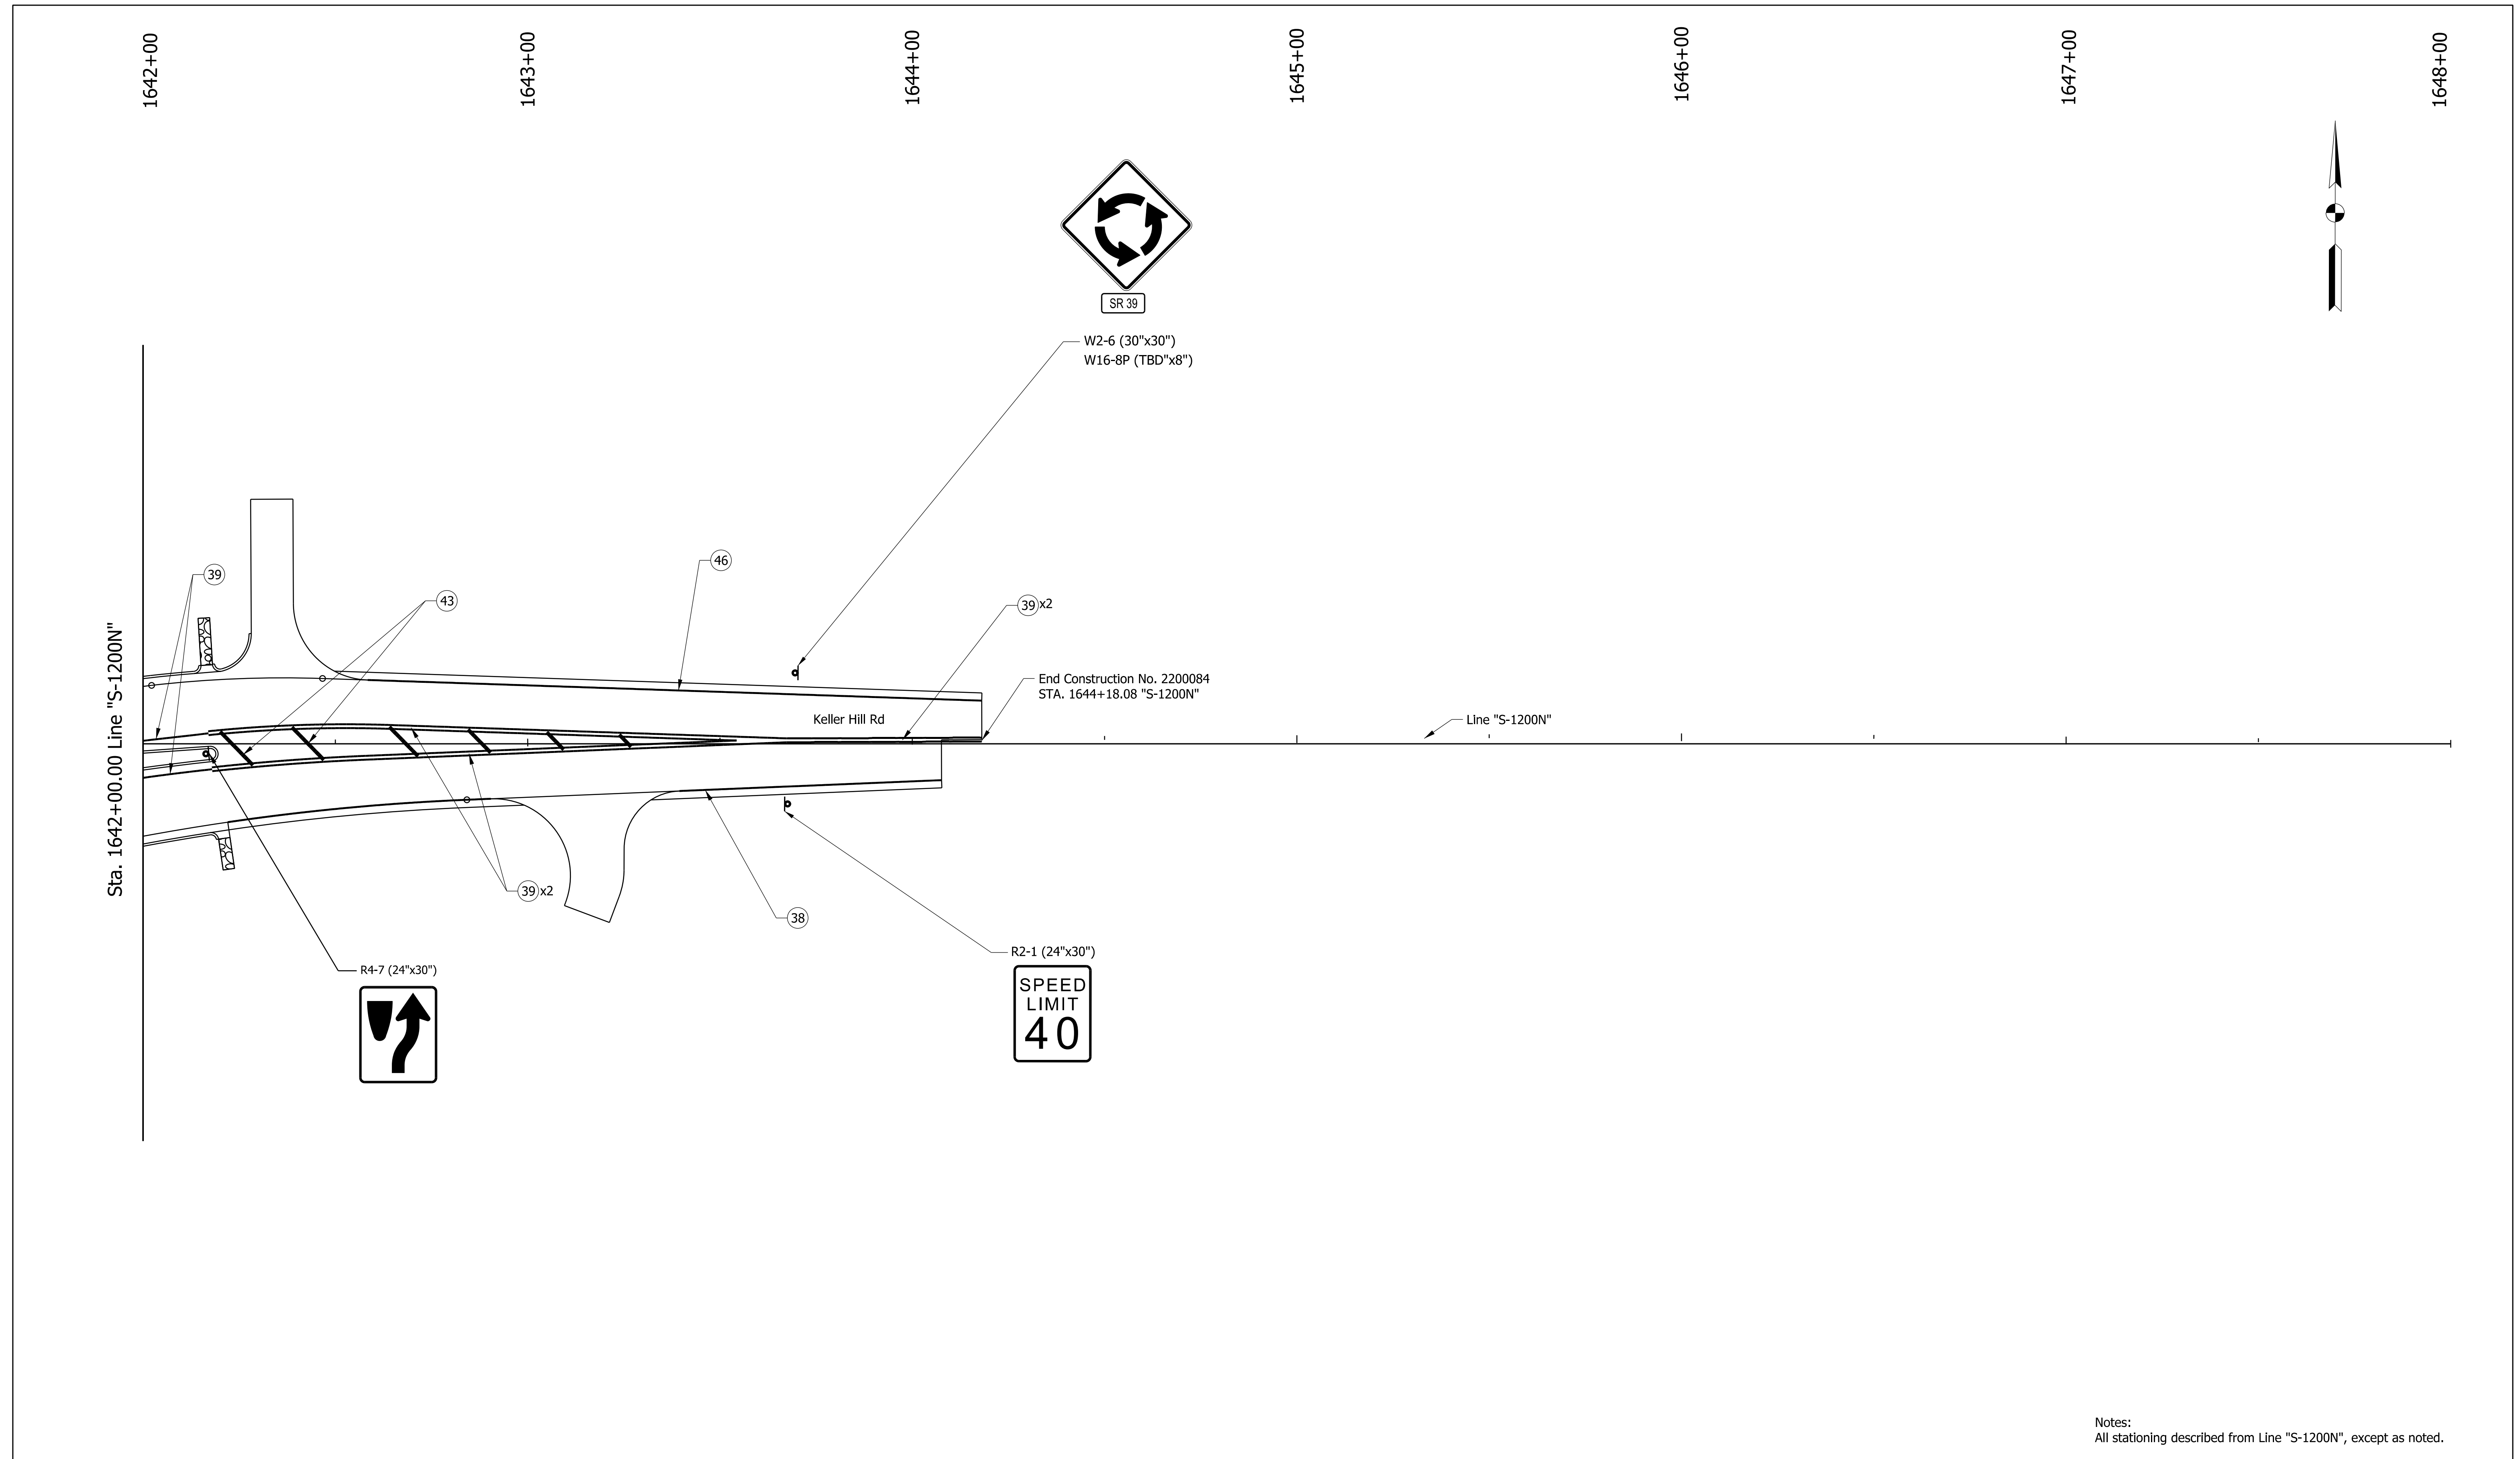 1642+00
1643+00
1644+00
1645+00
1646+00
1647+00
1648+00
SR 39
W2-6 (30"x30")
W16-8P (TBD"x8")
Sta. 1642+00.00 Line "S-1200N"
46
39
43
39 x2
End Construction No. 2200084
STA. 1644+18.08 "S-1200N"
Keller Hill Rd
Line "S-1200N"
39 x2
38
R4-7 (24"x30")
R2-1 (24"x30")
SPEED
LIMIT
40
Notes:
All stationing described from Line "S-1200N", except as noted.